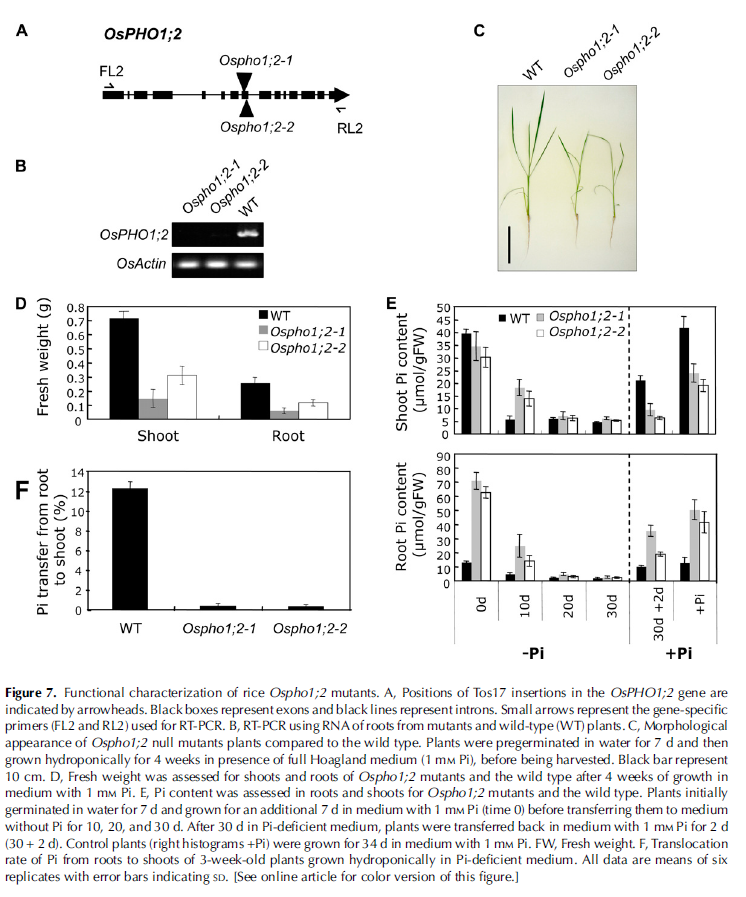 A
OsPHO1;2
Ospho1;2-1
FL2
Ospho1;2-2
RL2
B
Ospho1;2-1
Ospho1;2-2
WT
OsPHO1;2
OsActin
C
WT
Ospho1;2-1
Ospho1;2-2
D
Fresh weight (g)
0.8
0.7
0.6
0.5
0.4
0.3
0.2
0.1
0
WT
Ospho1;2-1
Ospho1;2-2
Shoot
Root
E
Shoot Pi content
(μmol/gFW)
50
45
40
35
30
25
20
15
10
5
0
WT
Ospho1;2-1
Ospho1;2-2
Root Pi content
(μmol/gFW)
90
80
70
60
50
40
30
20
10
0
0d
10d
20d
30d
30d +2d
+Pi
-Pi
+Pi
F
Pi transfer from root
to shoot (%)
14
12
10
8
6
4
2
0
WT
Ospho1;2-1
Ospho1;2-2
Figure 7. Functional characterization of rice Ospho1;2 mutants. A, Positions of Tos17 insertions in the OsPHO1;2 gene are
indicated by arrowheads. Black boxes represent exons and black lines represent introns. Small arrows represent the gene-specific
primers (FL2 and RL2) used for RT-PCR. B, RT-PCR using RNA of roots from mutants and wild-type (WT) plants. C, Morphological
appearance of Ospho1;2 null mutants plants compared to the wild type. Plants were pregerminated in water for 7 d and then
grown hydroponically for 4 weeks in presence of full Hoagland medium (1 mM Pi), before being harvested. Black bar represent
10 cm. D, Fresh weight was assessed for shoots and roots of Ospho1;2 mutants and the wild type after 4 weeks of growth in
medium with 1 mM Pi. E, Pi content was assessed in roots and shoots for Ospho1;2 mutants and the wild type. Plants initially
germinated in water for 7 d and grown for an additional 7 d in medium with 1 mM Pi (time 0) before transferring them to medium
without Pi for 10, 20, and 30 d. After 30 d in Pi-deficient medium, plants were transferred back in medium with 1 mM Pi for 2 d
(30 + 2 d). Control plants (right histograms +Pi) were grown for 34 d in medium with 1 mM Pi. FW, Fresh weight. F, Translocation
rate of Pi from roots to shoots of 3-week-old plants grown hydroponically in Pi-deficient medium. All data are means of six
replicates with error bars indicating SD. [See online article for color version of this figure.]